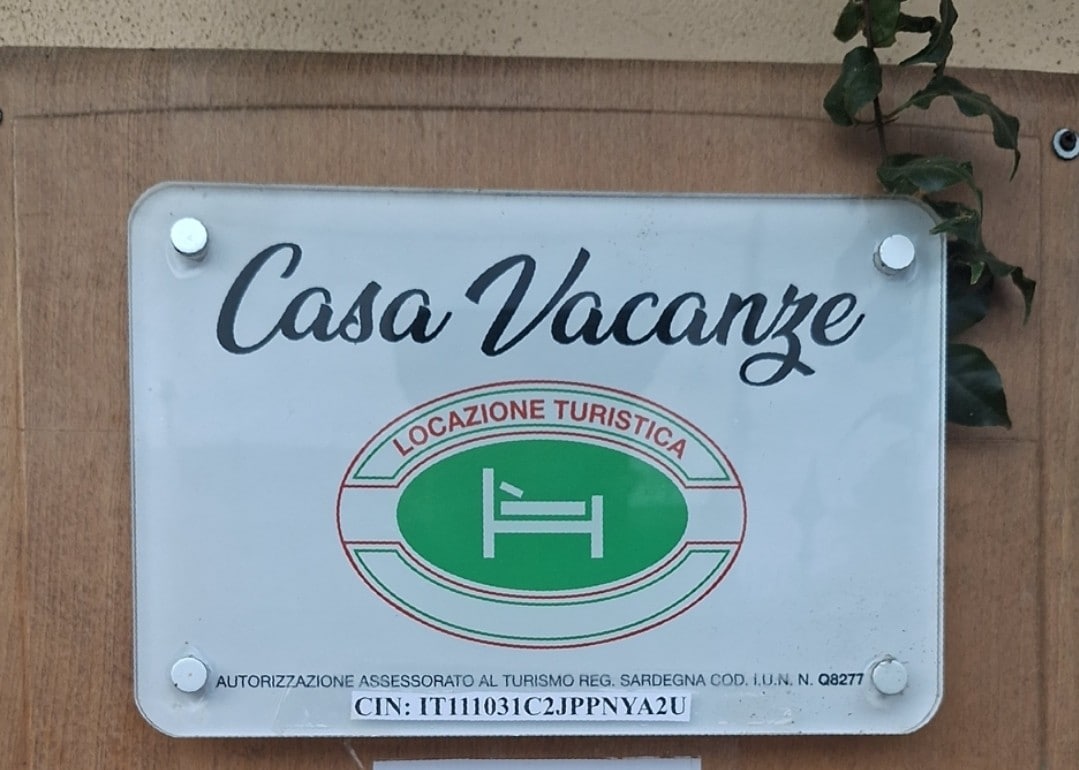 Casa Vacanze
LOCAZIONE TURISTICA
AUTORIZZAZIONE ASSESSORATO AL TURISMO REG. SARDEGNA COD. I.U.N. N. Q8277
CIN: IT111031C2JPPNYA2U